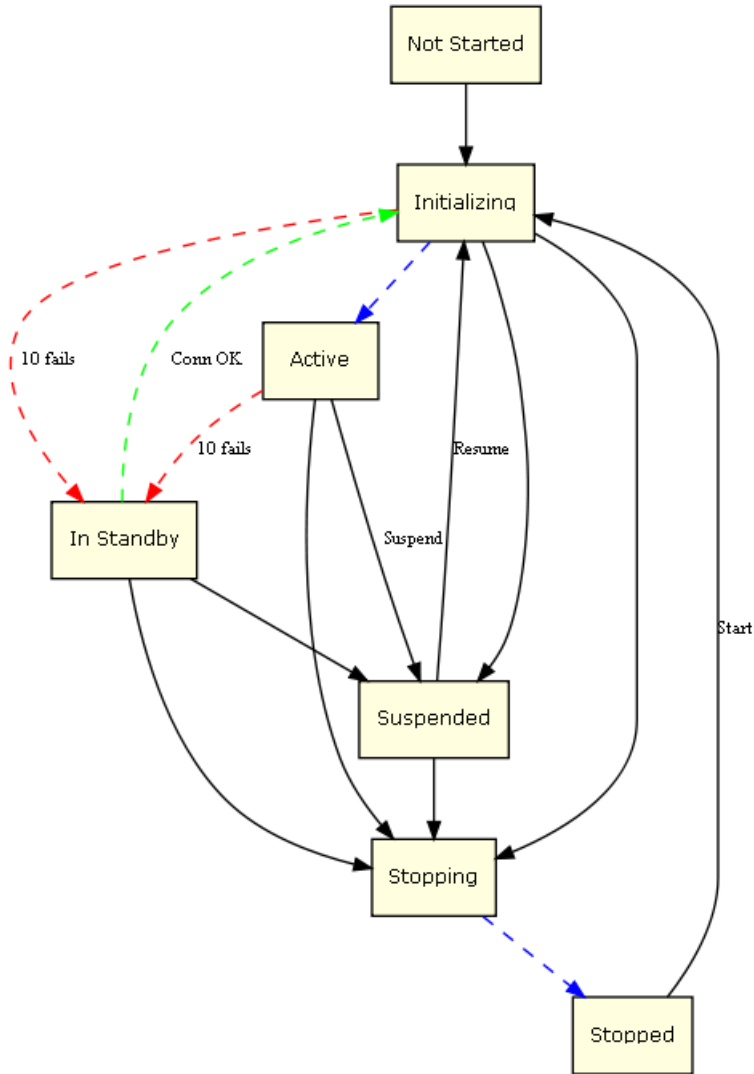 Not Started
Initializing
Active
10 fails
Conn OK
10 fails
Resume
In Standby
Suspend
Start
Suspended
Stopping
Stopped